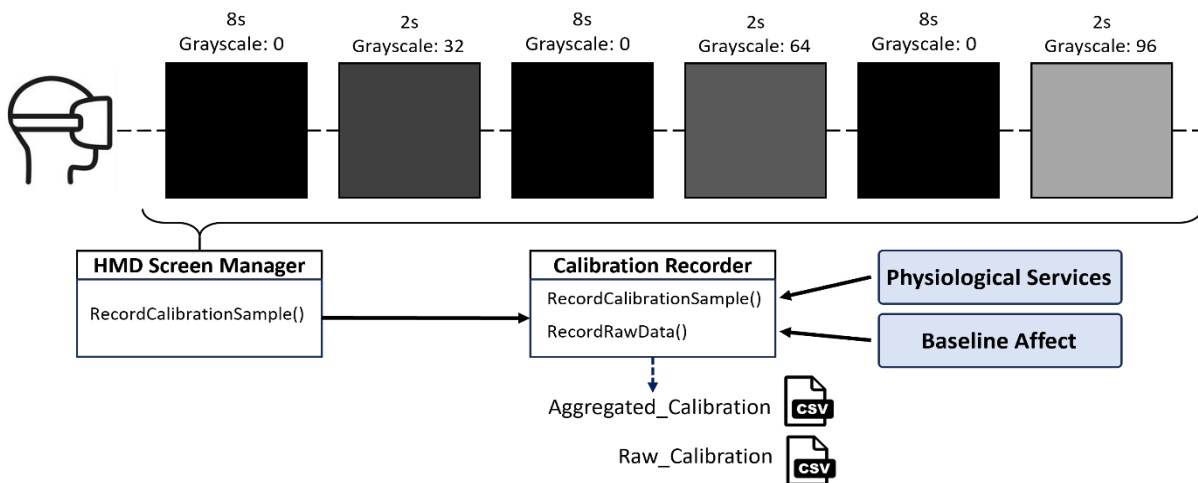 8s
Grayscale: 0
2s
Grayscale: 32
8s
Grayscale: 0
2s
Grayscale: 64
8s
Grayscale: 0
2s
Grayscale: 96
HMD Screen Manager
RecordCalibrationSample()
Calibration Recorder
RecordCalibrationSample()
RecordRawData()
Physiological Services
Baseline Affect
Aggregated_Calibration
CSV
Raw_Calibration
CSV